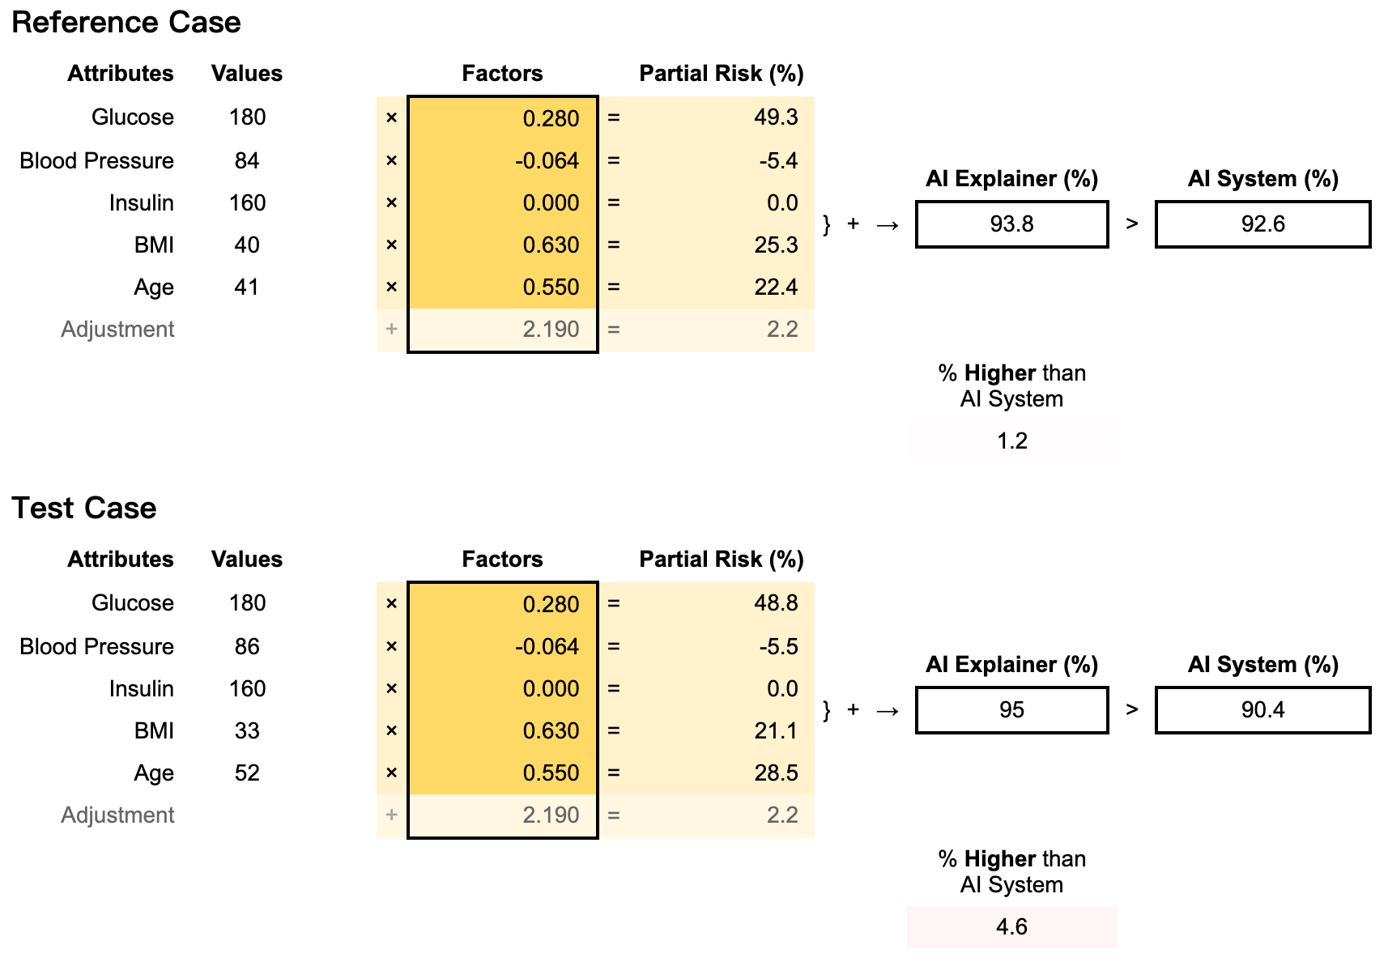 Reference Case
Attributes Values Factors Partial Risk (%)
Glucose 180 × 0.280 = 49.3
Blood Pressure 84 × -0.064 = -5.4
AI Explainer (%) AI System (%)
Insulin 160 × 0.000 = 0.0
} + → 93.8 > 92.6
BMI 40 × 0.630 = 25.3
Age 41 × 0.550 = 22.4
Adjustment + 2.190 = 2.2
% Higher than
AI System
1.2
Test Case
Attributes Values Factors Partial Risk (%)
Glucose 180 × 0.280 = 48.8
Blood Pressure 86 × -0.064 = -5.5
AI Explainer (%) AI System (%)
Insulin 160 × 0.000 = 0.0
} + → 95 > 90.4
BMI 33 × 0.630 = 21.1
Age 52 × 0.550 = 28.5
Adjustment + 2.190 = 2.2
% Higher than
AI System
4.6